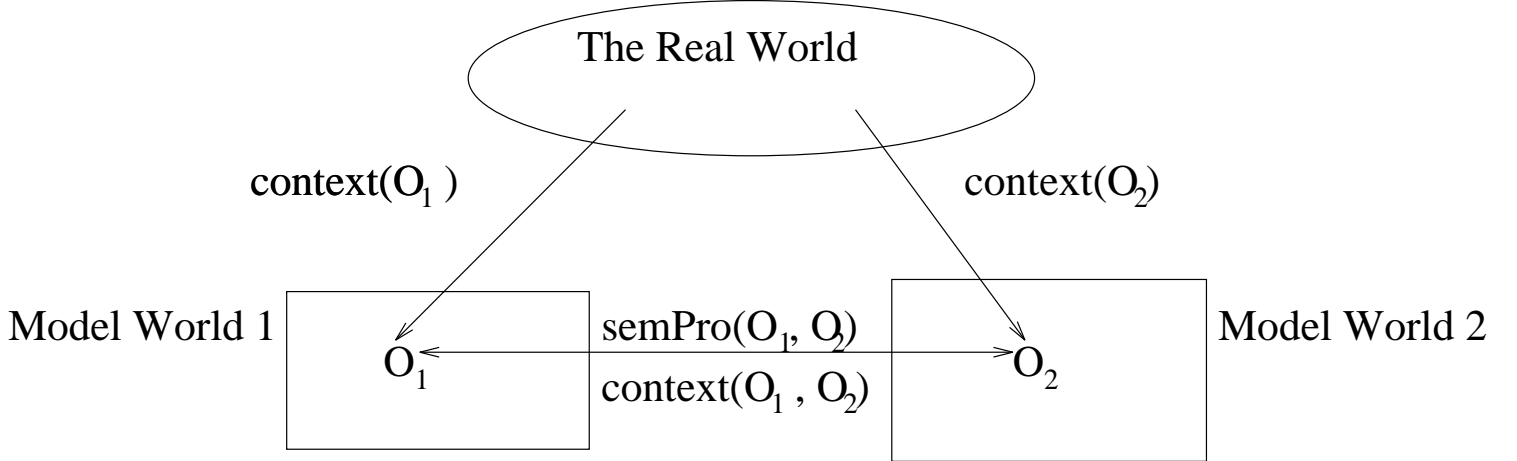 The Real World
context(O₁ )
context(O₂)
Model World 1
semPro(O₁, O₂)
Model World 2
O₁
O₂
context(O₁ , O₂)